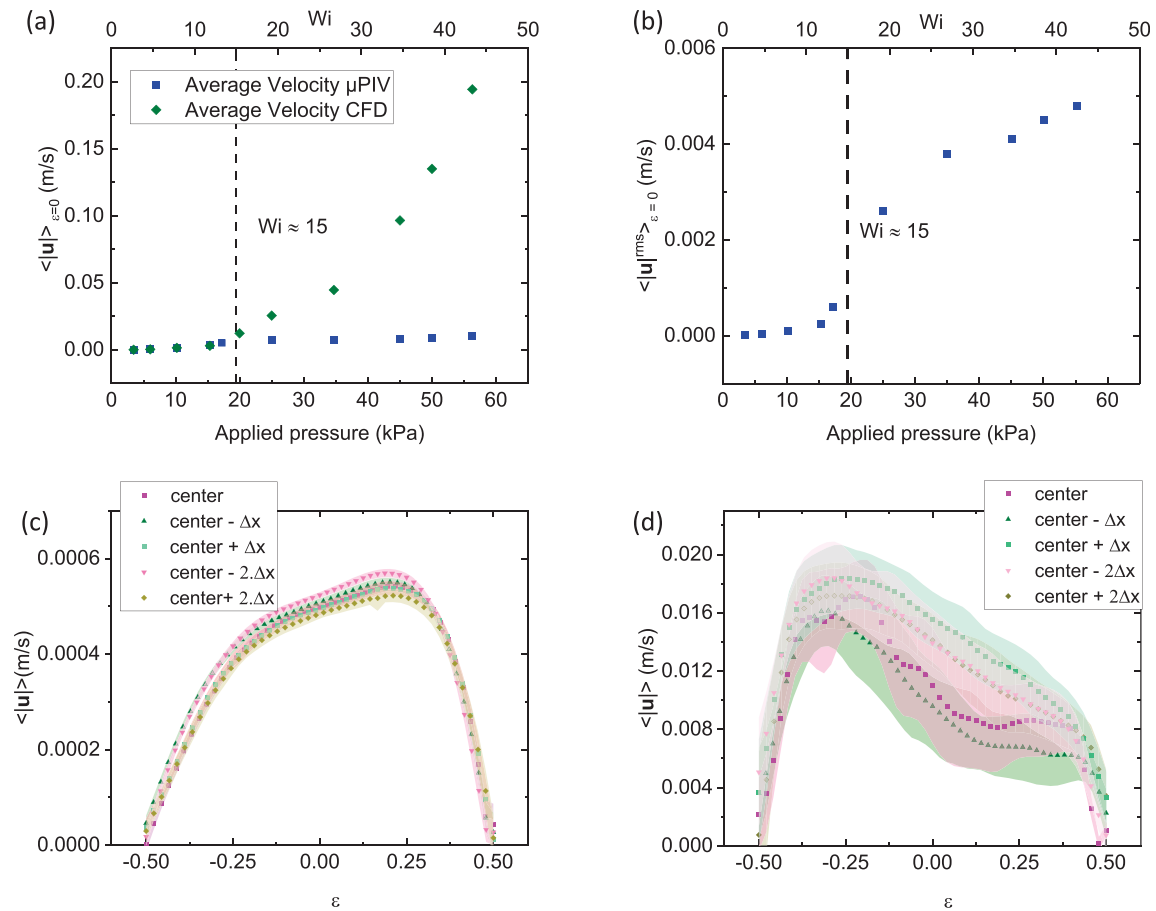 (a)
Wi
0 10 20 30 40 50
Average Velocity µPIV
Average Velocity CFD
0.20
0.15
0.10
0.05
0.00
<|u|> ε=0 (m/s)
Wi ≈ 15
0 10 20 30 40 50 60
Applied pressure (kPa)
(b)
Wi
0 10 20 30 40 50
0.006
0.004
0.002
0.000
<|u|rms> ε = 0 (m/s)
Wi ≈ 15
0 10 20 30 40 50 60
Applied pressure (kPa)
(c)
center
center - Δx
center + Δx
center - 2.Δx
center+ 2.Δx
0.0006
0.0004
0.0002
0.0000
<|u|>(m/s)
-0.50 -0.25 0.00 0.25 0.50
ε
(d)
center
center - Δx
center + Δx
center - 2Δx
center + 2Δx
0.020
0.016
0.012
0.008
0.004
0.000
<|u|> (m/s)
-0.50 -0.25 0.00 0.25 0.50
ε